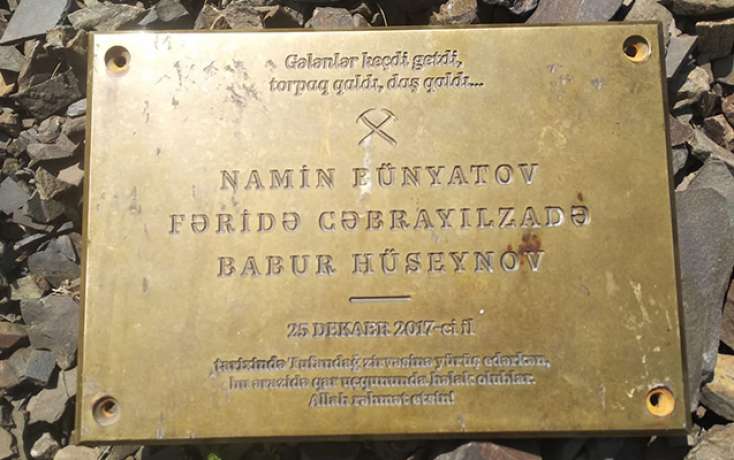 Gələnlər keçdi getdi,
torpaq qaldı, daş qaldı...
NAMİN BÜNYATOV
FƏRİDƏ CƏBRAYILZADƏ
BABUR HÜSEYNOV
25 DEKABR 2017-ci il
tarixində Tufandağ zirvəsinə yürüş edərkən,
bu ərazidə qar uçqununda həlak olublar.
Allah rəhmət etsin!